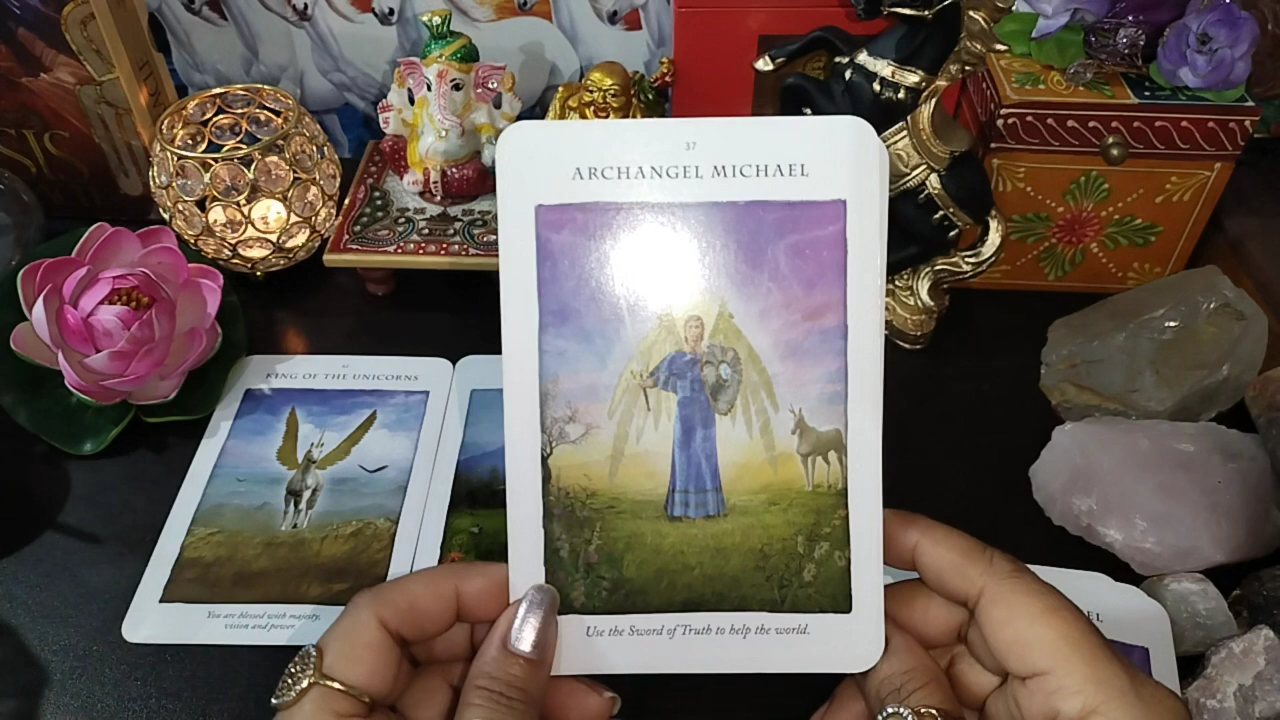 37
ARCHANGEL MICHAEL
Use the Sword of Truth to help the world.
KING OF THE UNICORNS
You are blessed with majesty,
vision and power.